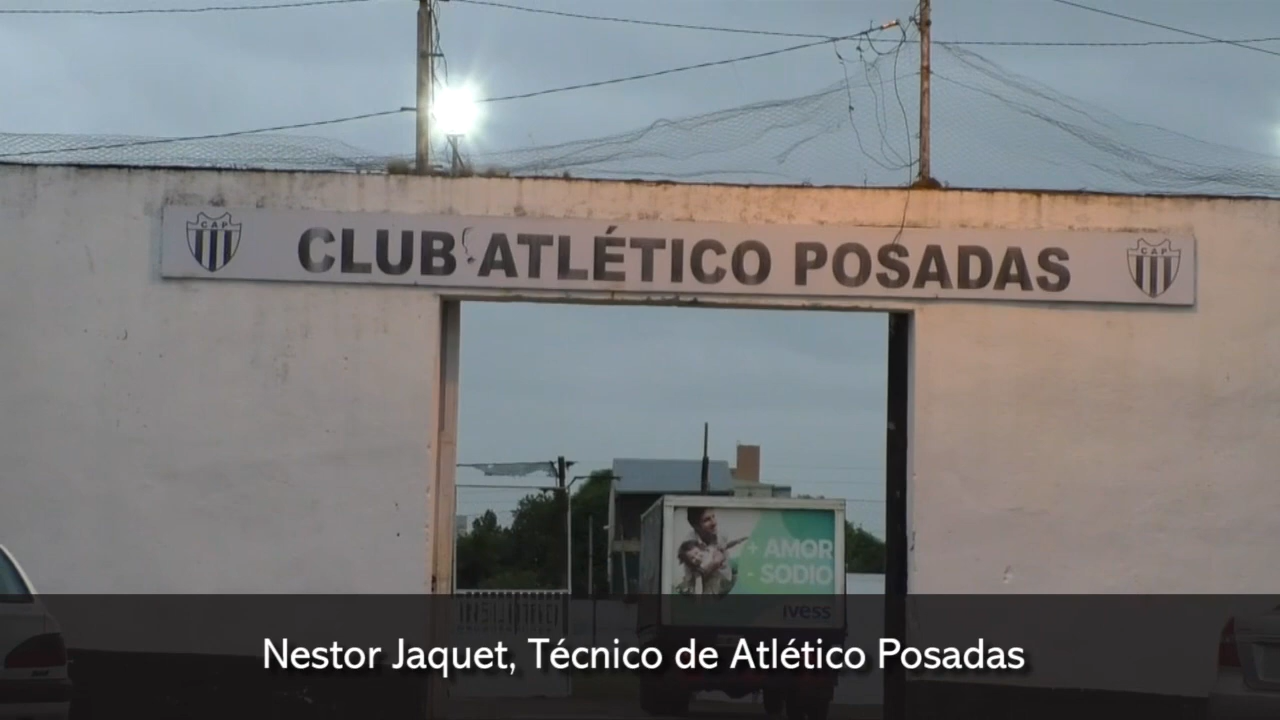 CAP
CLUB ATLÉTICO POSADAS
CAP
+ AMOR
- SODIO
ivess
Nestor Jaquet, Técnico de Atlético Posadas